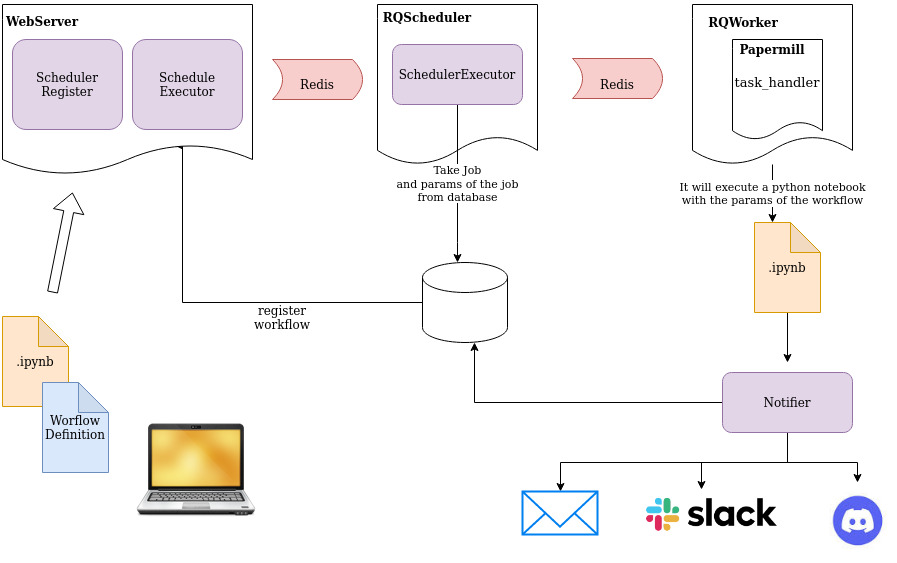 WebServer
Scheduler
Register
Schedule
Executor
Redis
RQScheduler
SchedulerExecutor
Take Job
and params of the job
from database
Redis
RQWorker
Papermill
task_handler
It will execute a python notebook
with the params of the workflow
.ipynb
register
workflow
.ipynb
Worflow
Definition
Notifier
slack